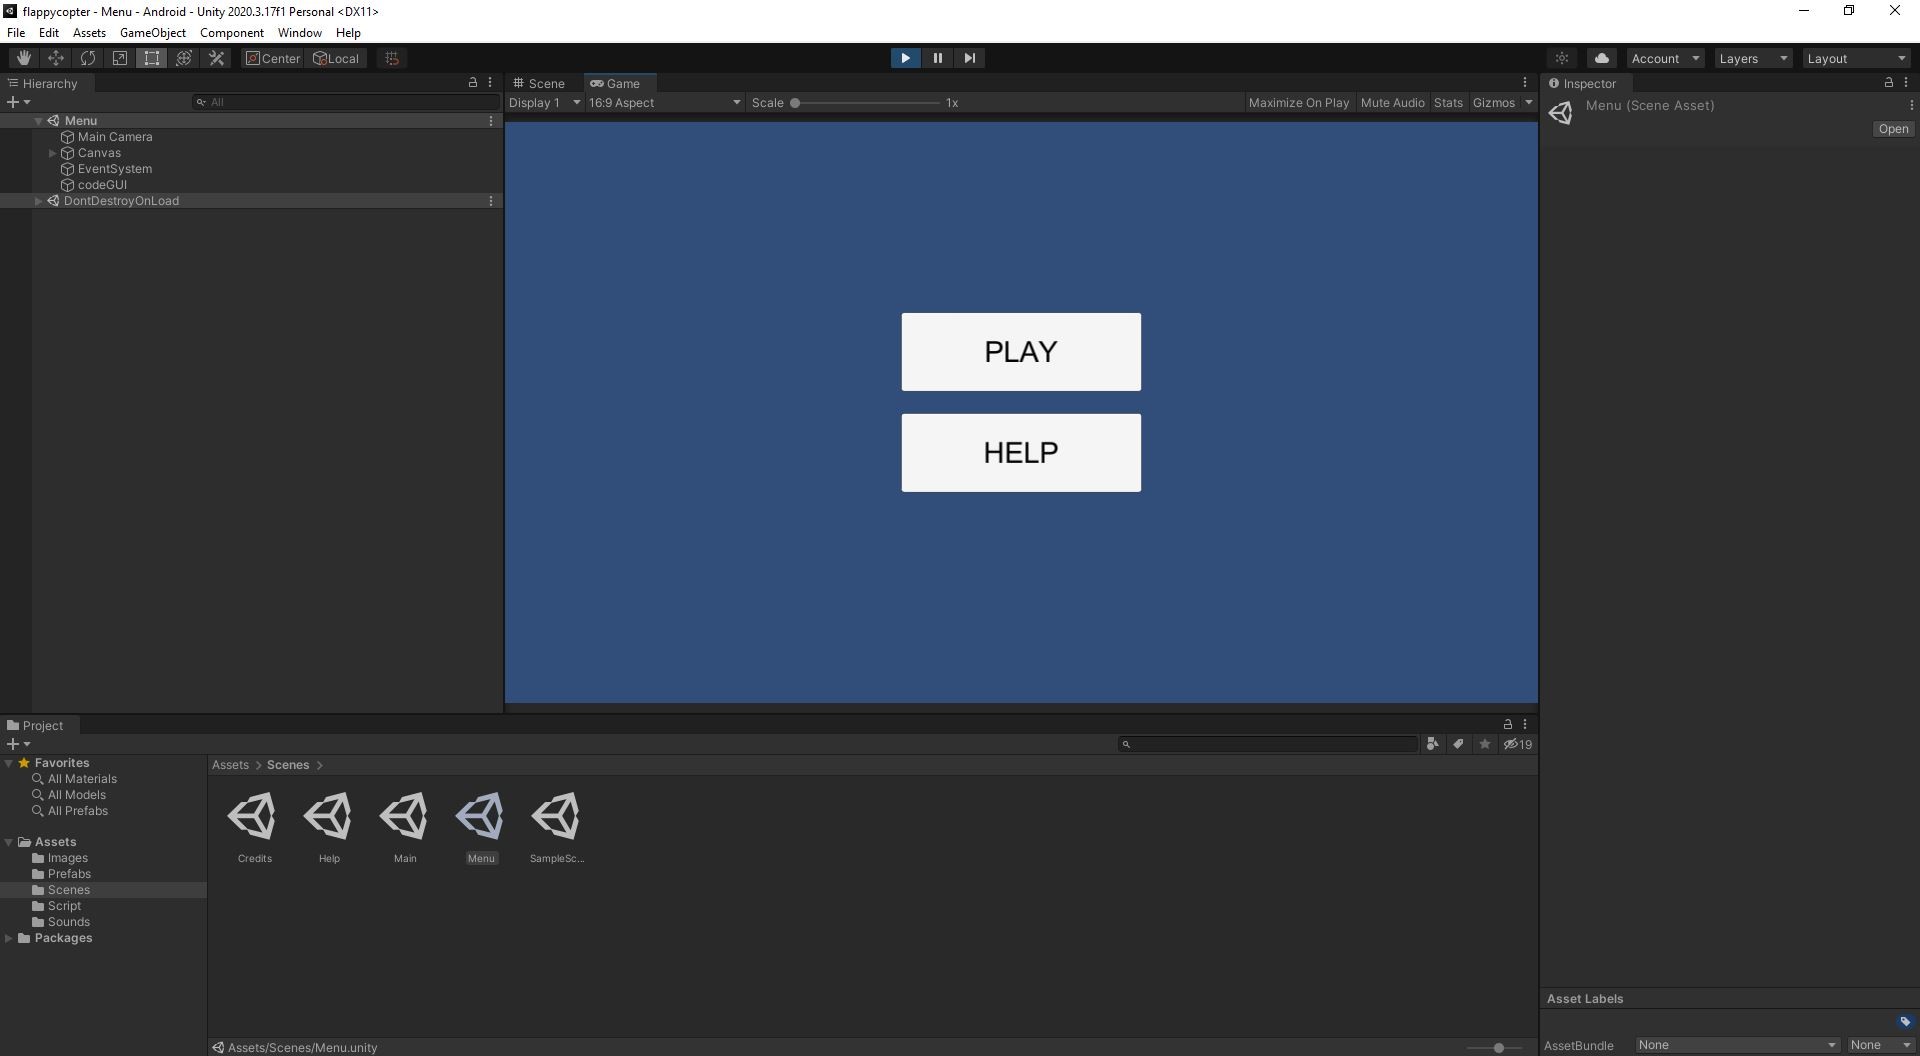 flappycopter - Menu - Android - Unity 2020.3.17f1 Personal <DX11>
File Edit Assets GameObject Component Window Help
Center Local Account Layers Layout
Hierarchy
All
Menu
Main Camera
Canvas
EventSystem
codeGUI
DontDestroyOnLoad
Scene Game
Display 1 16:9 Aspect Scale 1x Maximize On Play Mute Audio Stats Gizmos
PLAY
HELP
Inspector
Menu (Scene Asset)
Open
Project
19
Favorites
All Materials
All Models
All Prefabs
Assets
Images
Prefabs
Scenes
Script
Sounds
Packages
Assets > Scenes >
Credits Help Main Menu SampleSc...
Assets/Scenes/Menu.unity
Asset Labels
AssetBundle None None